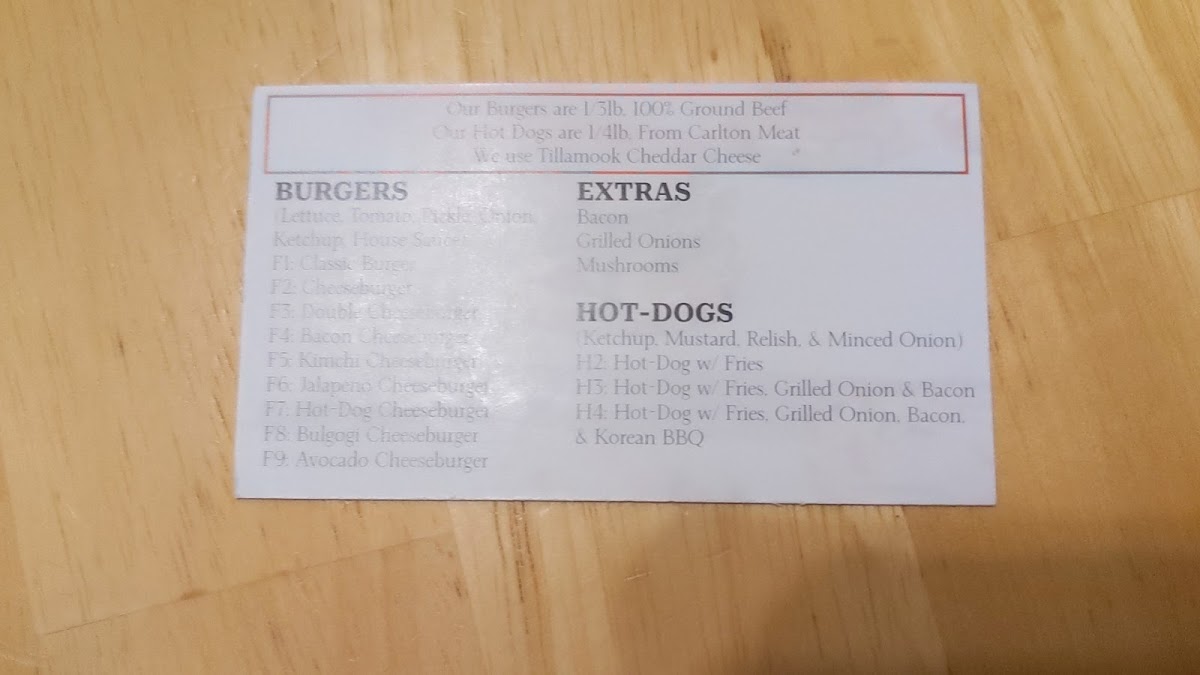 Our Burgers are 1/3lb, 100% Ground Beef
Our Hot Dogs are 1/4lb, From Carlton Meat
We use Tillamook Cheddar Cheese
BURGERS
(Lettuce, Tomato, Pickle, Onion,
Ketchup, House Sauce)
F1: Classic Burger
F2: Cheeseburger
F3: Double Cheeseburger
F4: Bacon Cheeseburger
F5: Kimchi Cheeseburger
F6: Jalapeno Cheeseburger
F7: Hot-Dog Cheeseburger
F8: Bulgogi Cheeseburger
F9: Avocado Cheeseburger
EXTRAS
Bacon
Grilled Onions
Mushrooms
HOT-DOGS
(Ketchup, Mustard, Relish, & Minced Onion)
H2: Hot-Dog w/ Fries
H3: Hot-Dog w/ Fries, Grilled Onion & Bacon
H4: Hot-Dog w/ Fries, Grilled Onion, Bacon,
& Korean BBQ